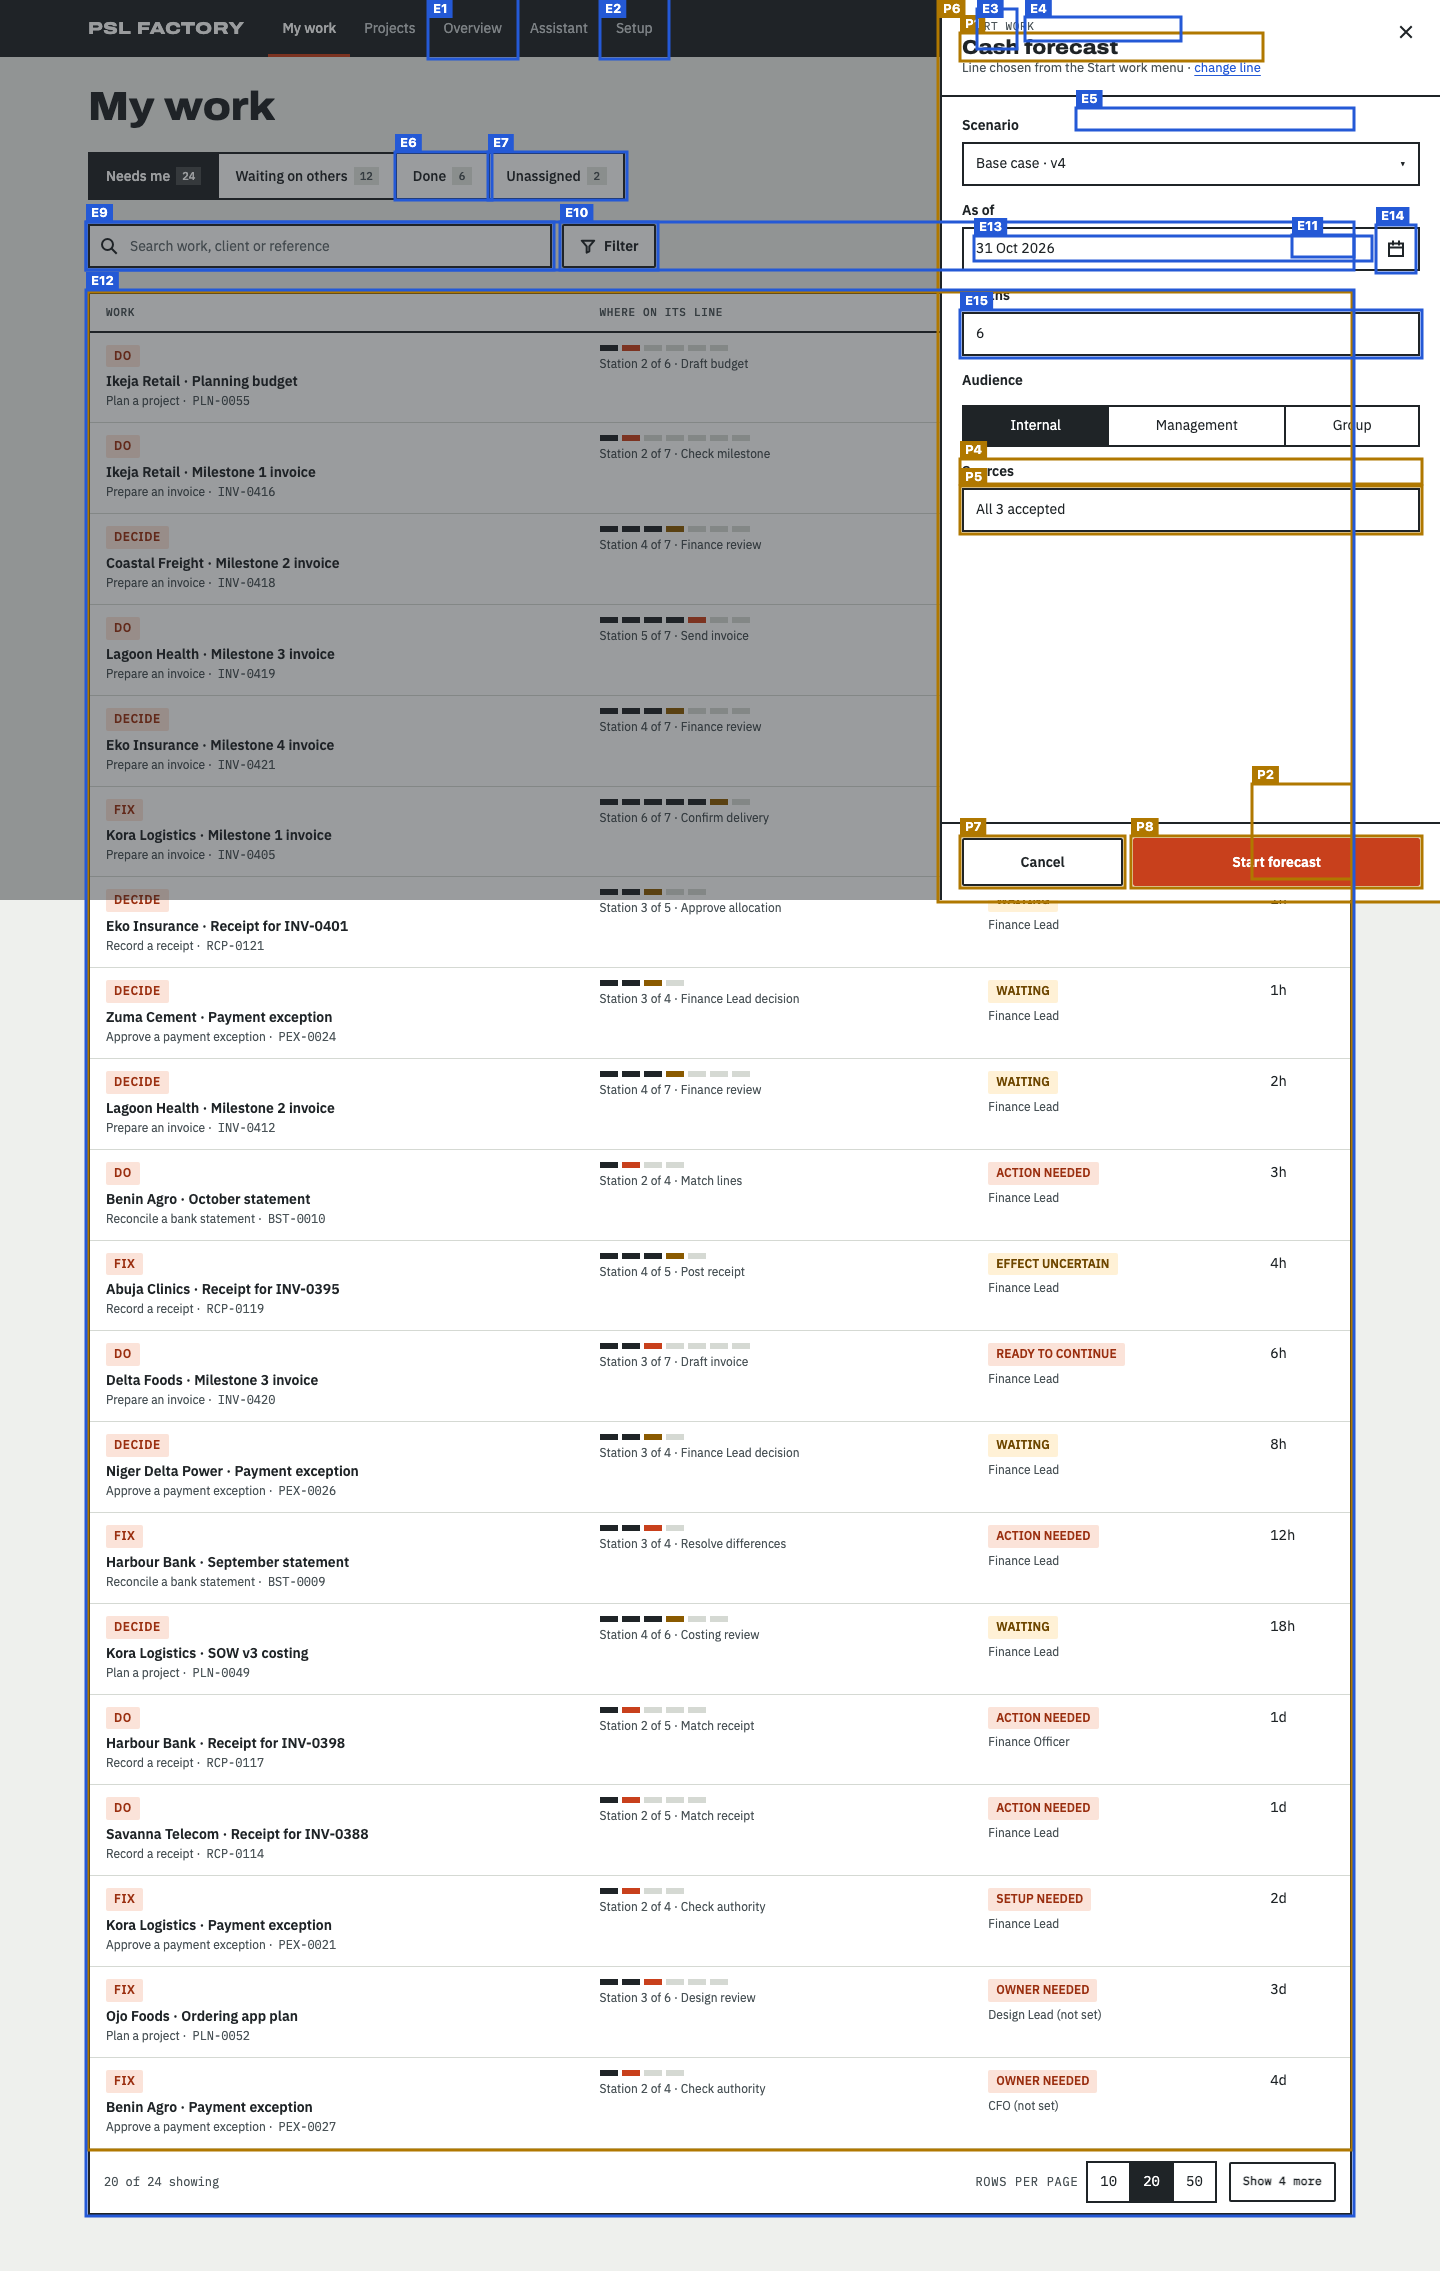 PSL FACTORY My work Projects Overview Assistant Setup
E1 E2 P6 E3 E4
START WORK
Cash forecast
Line chosen from the Start work menu · change line
My work
E6 E7
Needs me 24 Waiting on others 12 Done 6 Unassigned 2
E9 E10
Search work, client or reference Filter
E5
Scenario
Base case · v4
As of
E13 E11 E14
31 Oct 2026
E15
6
Audience
Internal Management Group
P4
P5
All 3 accepted
P2
P7 P8
Cancel Start forecast
E12
WORK WHERE ON ITS LINE
DO
Station 2 of 6 · Draft budget
Ikeja Retail · Planning budget
Plan a project · PLN-0055
DO
Station 2 of 7 · Check milestone
Ikeja Retail · Milestone 1 invoice
Prepare an invoice · INV-0416
DECIDE
Station 4 of 7 · Finance review
Coastal Freight · Milestone 2 invoice
Prepare an invoice · INV-0418
DO
Station 5 of 7 · Send invoice
Lagoon Health · Milestone 3 invoice
Prepare an invoice · INV-0419
DECIDE
Station 4 of 7 · Finance review
Eko Insurance · Milestone 4 invoice
Prepare an invoice · INV-0421
FIX
Station 6 of 7 · Confirm delivery
Kora Logistics · Milestone 1 invoice
Prepare an invoice · INV-0405
DECIDE
Station 3 of 5 · Approve allocation
Eko Insurance · Receipt for INV-0401 Finance Lead
Record a receipt · RCP-0121
DECIDE WAITING 1h
Station 3 of 4 · Finance Lead decision
Zuma Cement · Payment exception Finance Lead
Approve a payment exception · PEX-0024
DECIDE WAITING 2h
Station 4 of 7 · Finance review
Lagoon Health · Milestone 2 invoice Finance Lead
Prepare an invoice · INV-0412
DO ACTION NEEDED 3h
Station 2 of 4 · Match lines
Benin Agro · October statement Finance Lead
Reconcile a bank statement · BST-0010
FIX EFFECT UNCERTAIN 4h
Station 4 of 5 · Post receipt
Abuja Clinics · Receipt for INV-0395 Finance Lead
Record a receipt · RCP-0119
DO READY TO CONTINUE 6h
Station 3 of 7 · Draft invoice
Delta Foods · Milestone 3 invoice Finance Lead
Prepare an invoice · INV-0420
DECIDE WAITING 8h
Station 3 of 4 · Finance Lead decision
Niger Delta Power · Payment exception Finance Lead
Approve a payment exception · PEX-0026
FIX ACTION NEEDED 12h
Station 3 of 4 · Resolve differences
Harbour Bank · September statement Finance Lead
Reconcile a bank statement · BST-0009
DECIDE WAITING 18h
Station 4 of 6 · Costing review
Kora Logistics · SOW v3 costing Finance Lead
Plan a project · PLN-0049
DO ACTION NEEDED 1d
Station 2 of 5 · Match receipt
Harbour Bank · Receipt for INV-0398 Finance Officer
Record a receipt · RCP-0117
DO ACTION NEEDED 1d
Station 2 of 5 · Match receipt
Savanna Telecom · Receipt for INV-0388 Finance Lead
Record a receipt · RCP-0114
FIX SETUP NEEDED 2d
Station 2 of 4 · Check authority
Kora Logistics · Payment exception Finance Lead
Approve a payment exception · PEX-0021
FIX OWNER NEEDED 3d
Station 3 of 6 · Design review
Ojo Foods · Ordering app plan Design Lead (not set)
Plan a project · PLN-0052
FIX OWNER NEEDED 4d
Station 2 of 4 · Check authority
Benin Agro · Payment exception CFO (not set)
Approve a payment exception · PEX-0027
20 of 24 showing ROWS PER PAGE 10 20 50 Show 4 more